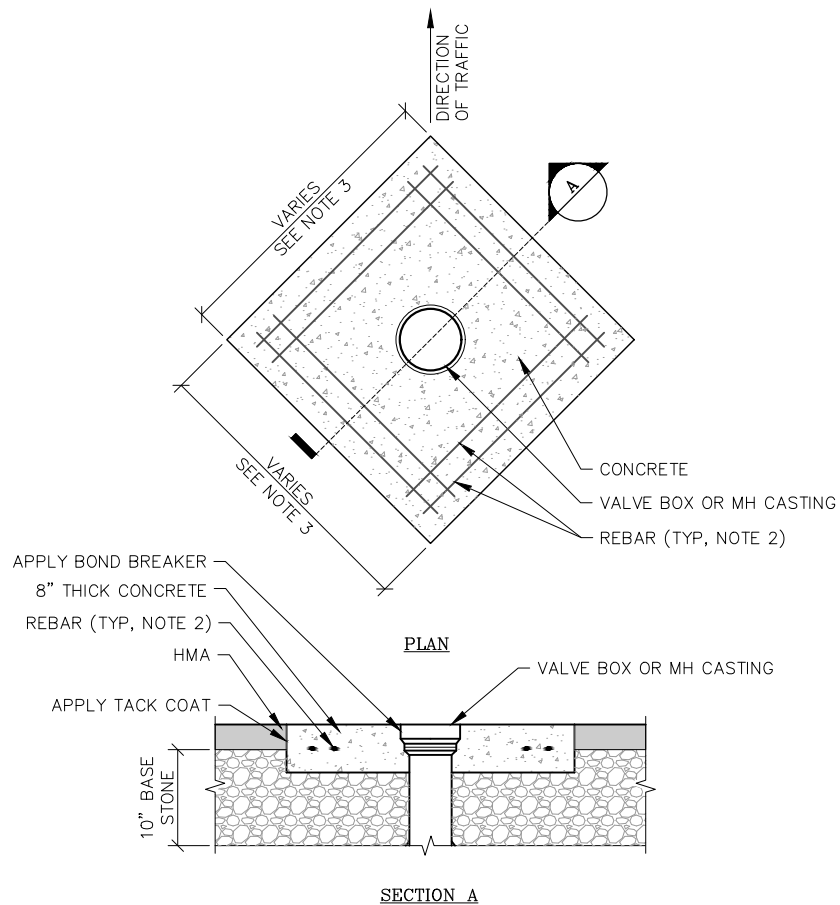 DIRECTION
OF TRAFFIC
VARIES
SEE NOTE 3
A
VARIES
SEE NOTE 3
CONCRETE
VALVE BOX OR MH CASTING
REBAR (TYP, NOTE 2)
PLAN
APPLY BOND BREAKER
8" THICK CONCRETE
REBAR (TYP, NOTE 2)
HMA
APPLY TACK COAT
VALVE BOX OR MH CASTING
10" BASE
STONE
SECTION A